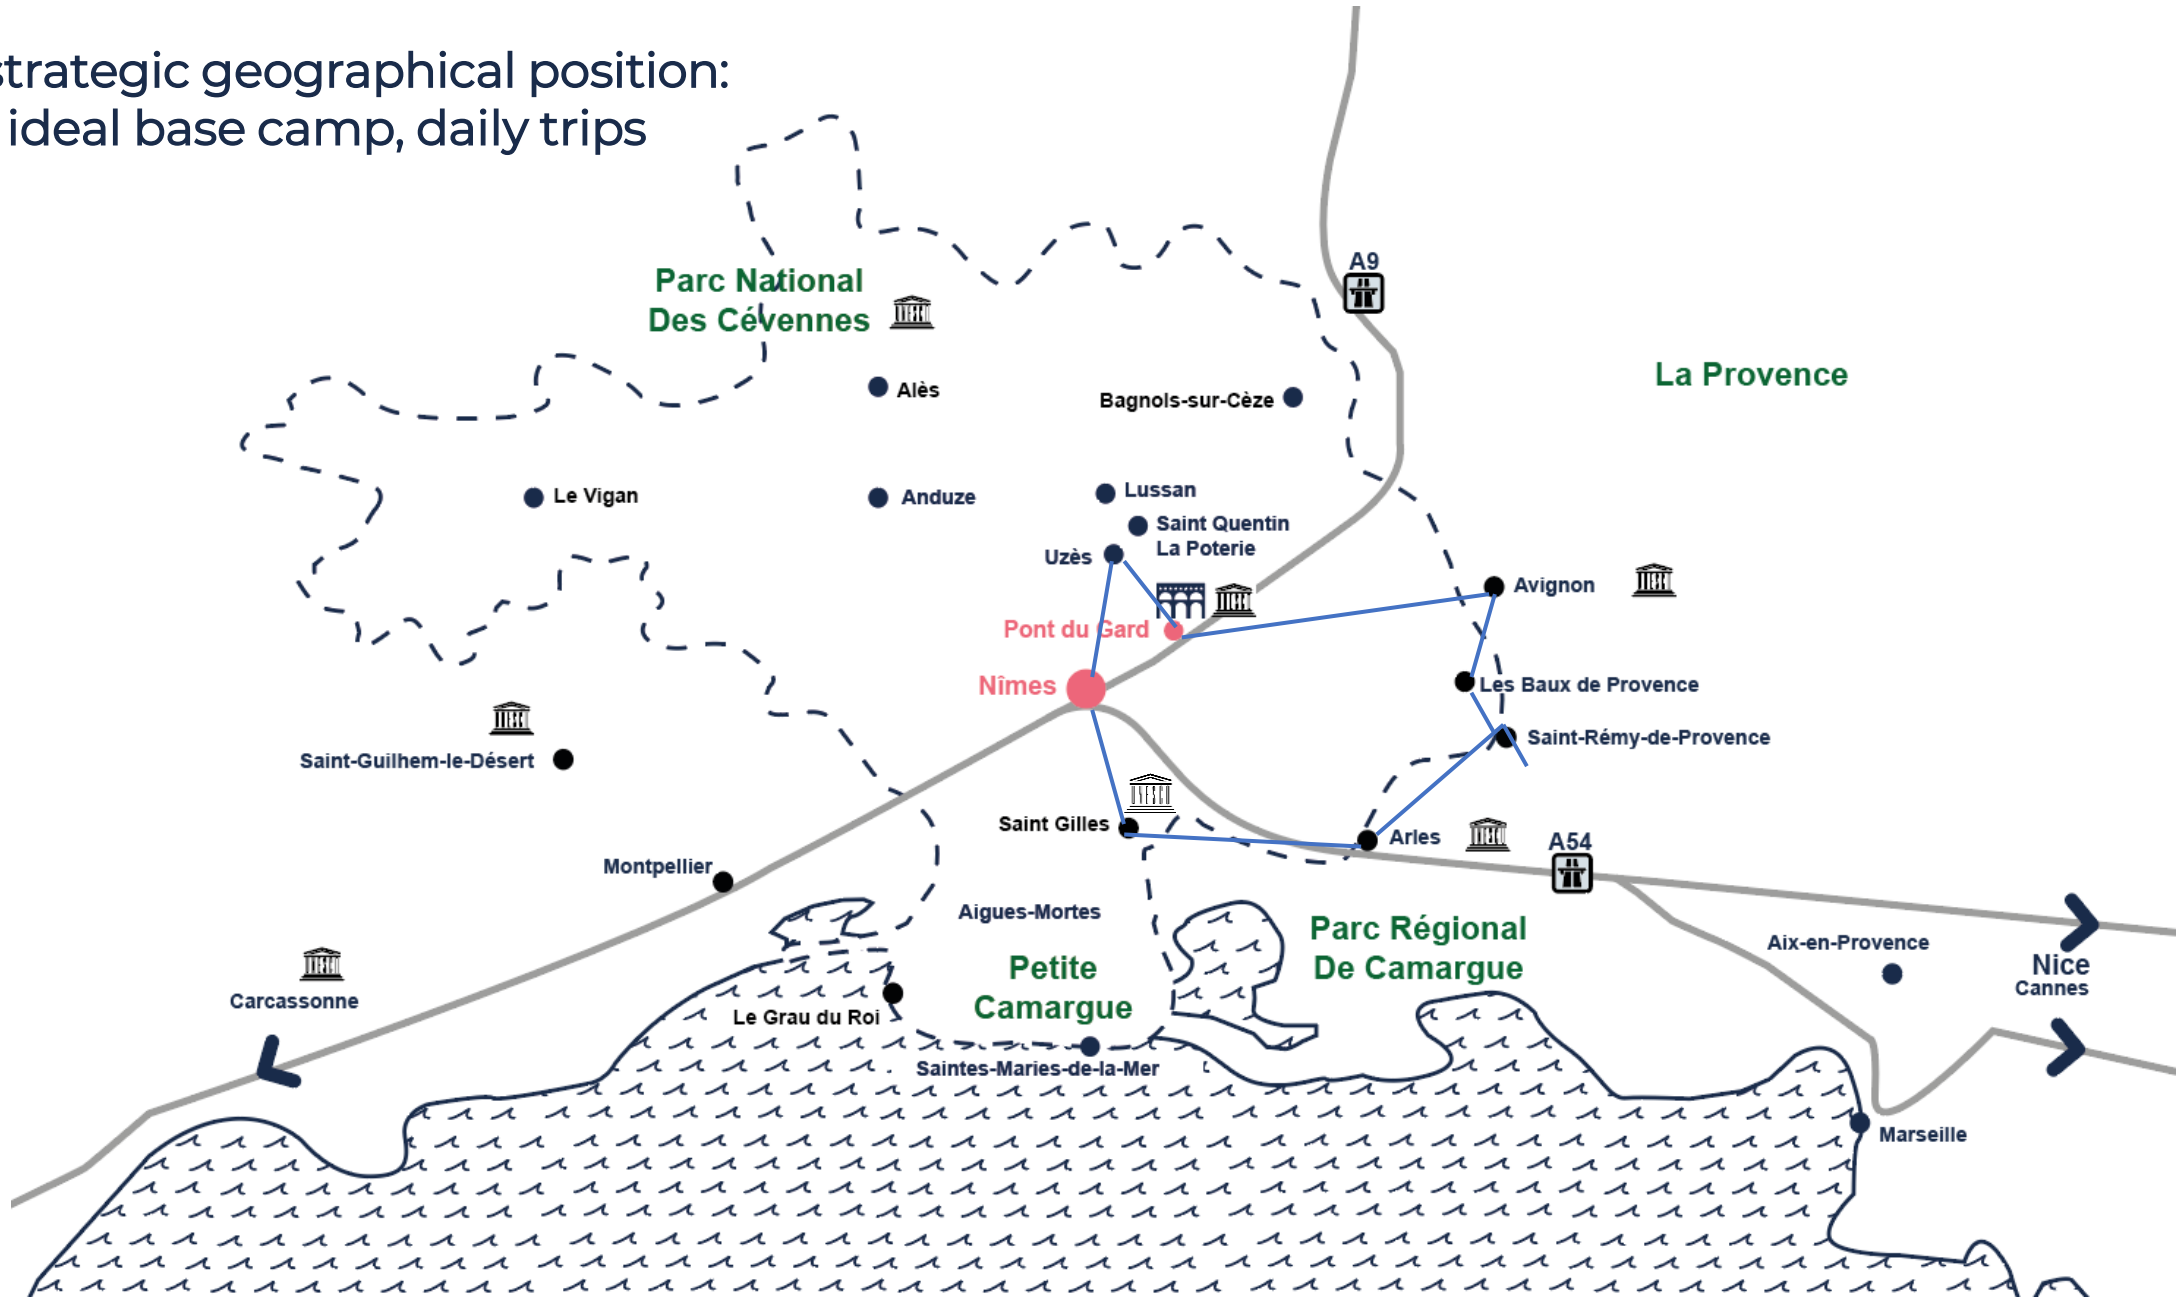 strategic geographical position:
ideal base camp, daily trips
A9
Parc National
Des Cévennes
La Provence
Alès
Bagnols-sur-Cèze
Le Vigan
Anduze
Lussan
Saint Quentin
La Poterie
Uzès
Avignon
Pont du Gard
Nîmes
Les Baux de Provence
Saint-Rémy-de-Provence
Saint-Guilhem-le-Désert
Saint Gilles
Arles
A54
Montpellier
Aigues-Mortes
Parc Régional
De Camargue
Petite
Camargue
Aix-en-Provence
Nice
Cannes
Carcassonne
Le Grau du Roi
Saintes-Maries-de-la-Mer
Marseille